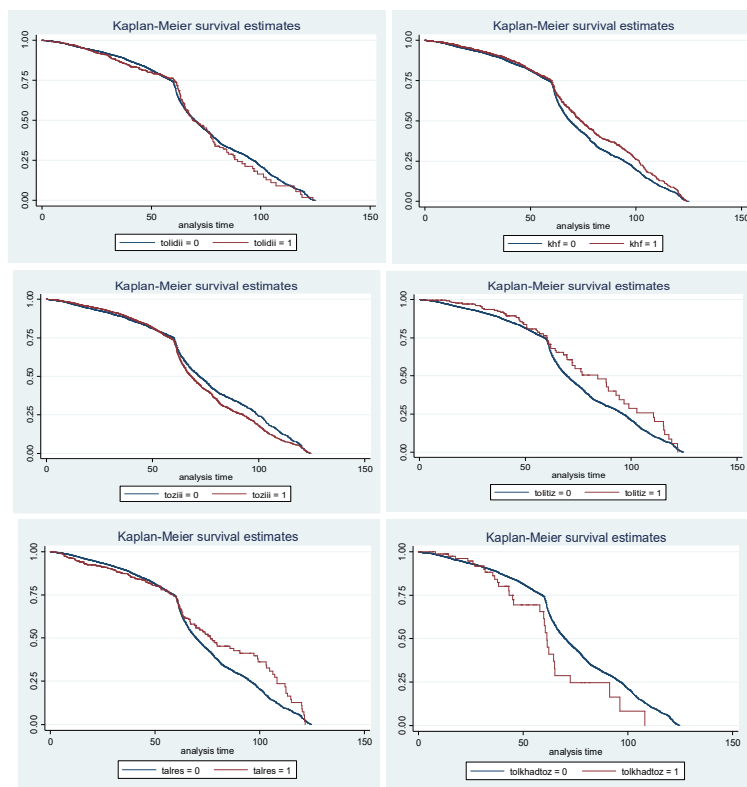 Kaplan-Meier survival estimates
1.00
0.75
0.50
0.25
0.00
0 50 100 150
analysis time
tolidii = 0 tolidii = 1
Kaplan-Meier survival estimates
1.00
0.75
0.50
0.25
0.00
0 50 100 150
analysis time
khf = 0 khf = 1
Kaplan-Meier survival estimates
1.00
0.75
0.50
0.25
0.00
0 50 100 150
analysis time
toziii = 0 toziii = 1
Kaplan-Meier survival estimates
1.00
0.75
0.50
0.25
0.00
0 50 100 150
analysis time
tolitiz = 0 tolitiz = 1
Kaplan-Meier survival estimates
1.00
0.75
0.50
0.25
0.00
0 50 100 150
analysis time
talres = 0 talres = 1
Kaplan-Meier survival estimates
1.00
0.75
0.50
0.25
0.00
0 50 100 150
analysis time
tolkhadtoz = 0 tolkhadtoz = 1